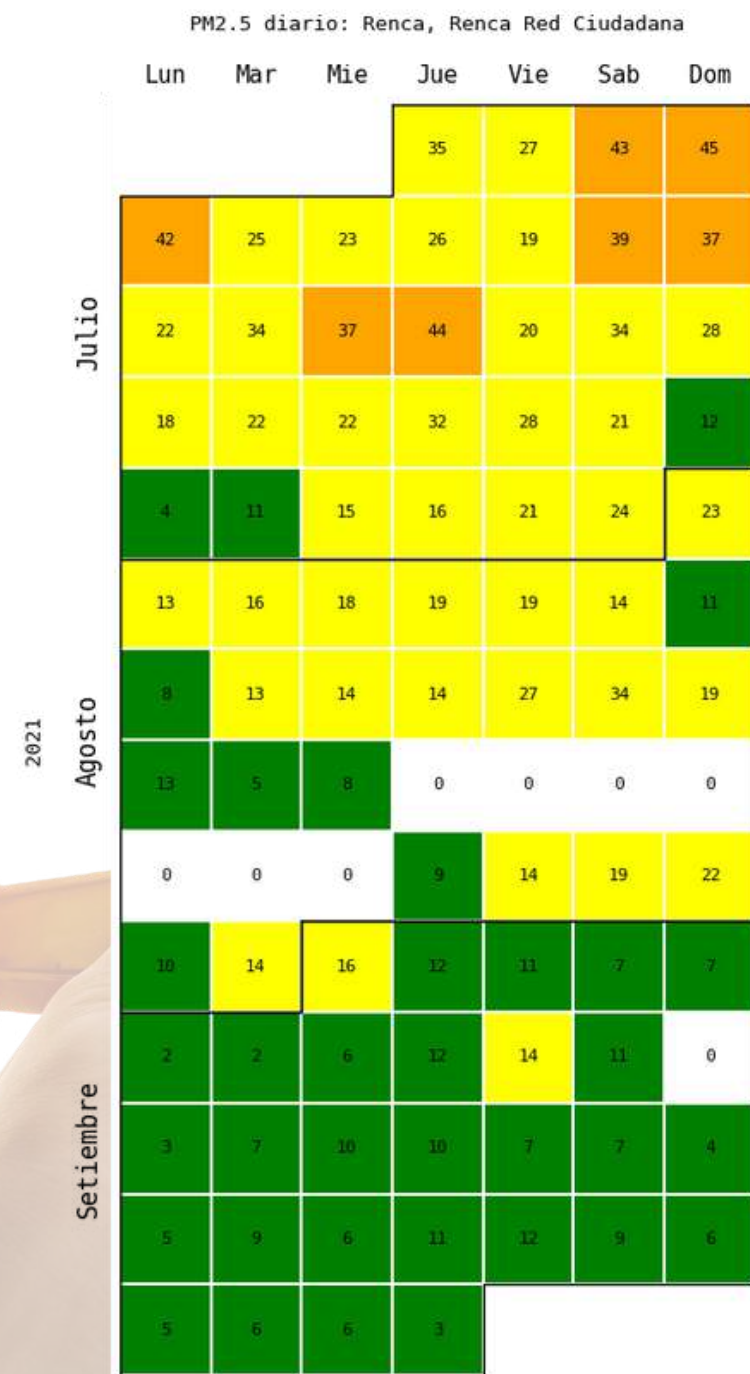 PM2.5 diario: Renca, Renca Red Ciudadana
Lun Mar Mie Jue Vie Sab Dom
35 27 43 45
42 25 23 26 19 39 37
Julio
22 34 37 44 20 34 28
18 22 22 32 28 21 12
4 11 15 16 21 24 23
13 16 18 19 19 14 11
8 13 14 14 27 34 19
2021
Agosto
13 5 8 0 0 0 0
0 0 0 9 14 19 22
10 14 16 12 11 7 7
2 2 6 12 14 11 0
Setiembre
3 7 10 10 7 7 4
5 9 6 11 12 9 6
5 6 6 3